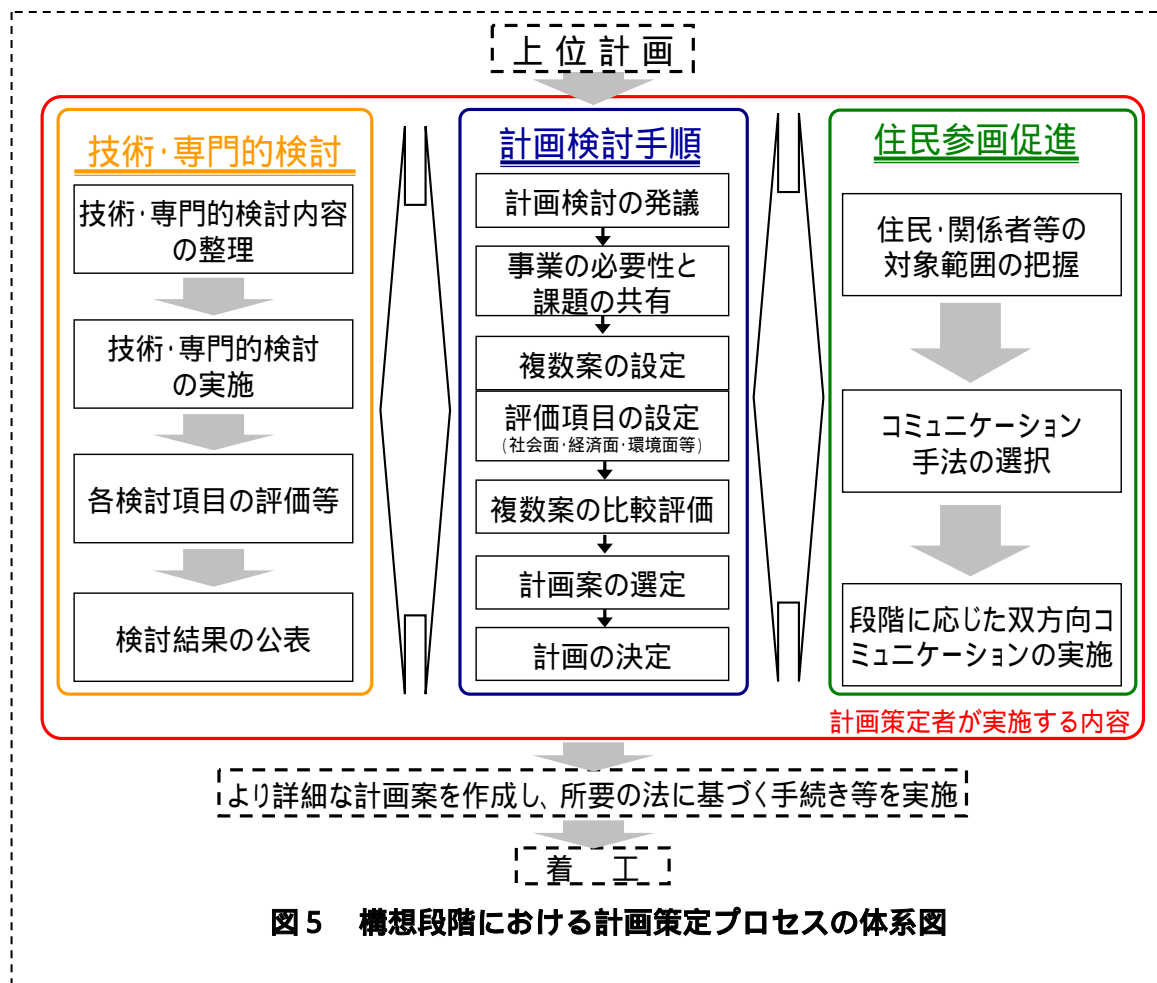 上 位 計 画
技術・専門的検討
技術・専門的検討内容
の整理
技術・専門的検討
の実施
各検討項目の評価等
検討結果の公表
計画検討手順
計画検討の発議
事業の必要性と
課題の共有
複数案の設定
評価項目の設定
(社会面・経済面・環境面等)
複数案の比較評価
計画案の選定
計画の決定
住民参画促進
住民・関係者等の
対象範囲の把握
コミュニケーション
手法の選択
段階に応じた双方向コ
ミュニケーションの実施
計画策定者が実施する内容
より詳細な計画案を作成し、所要の法に基づく手続き等を実施
着　工
図５　構想段階における計画策定プロセスの体系図